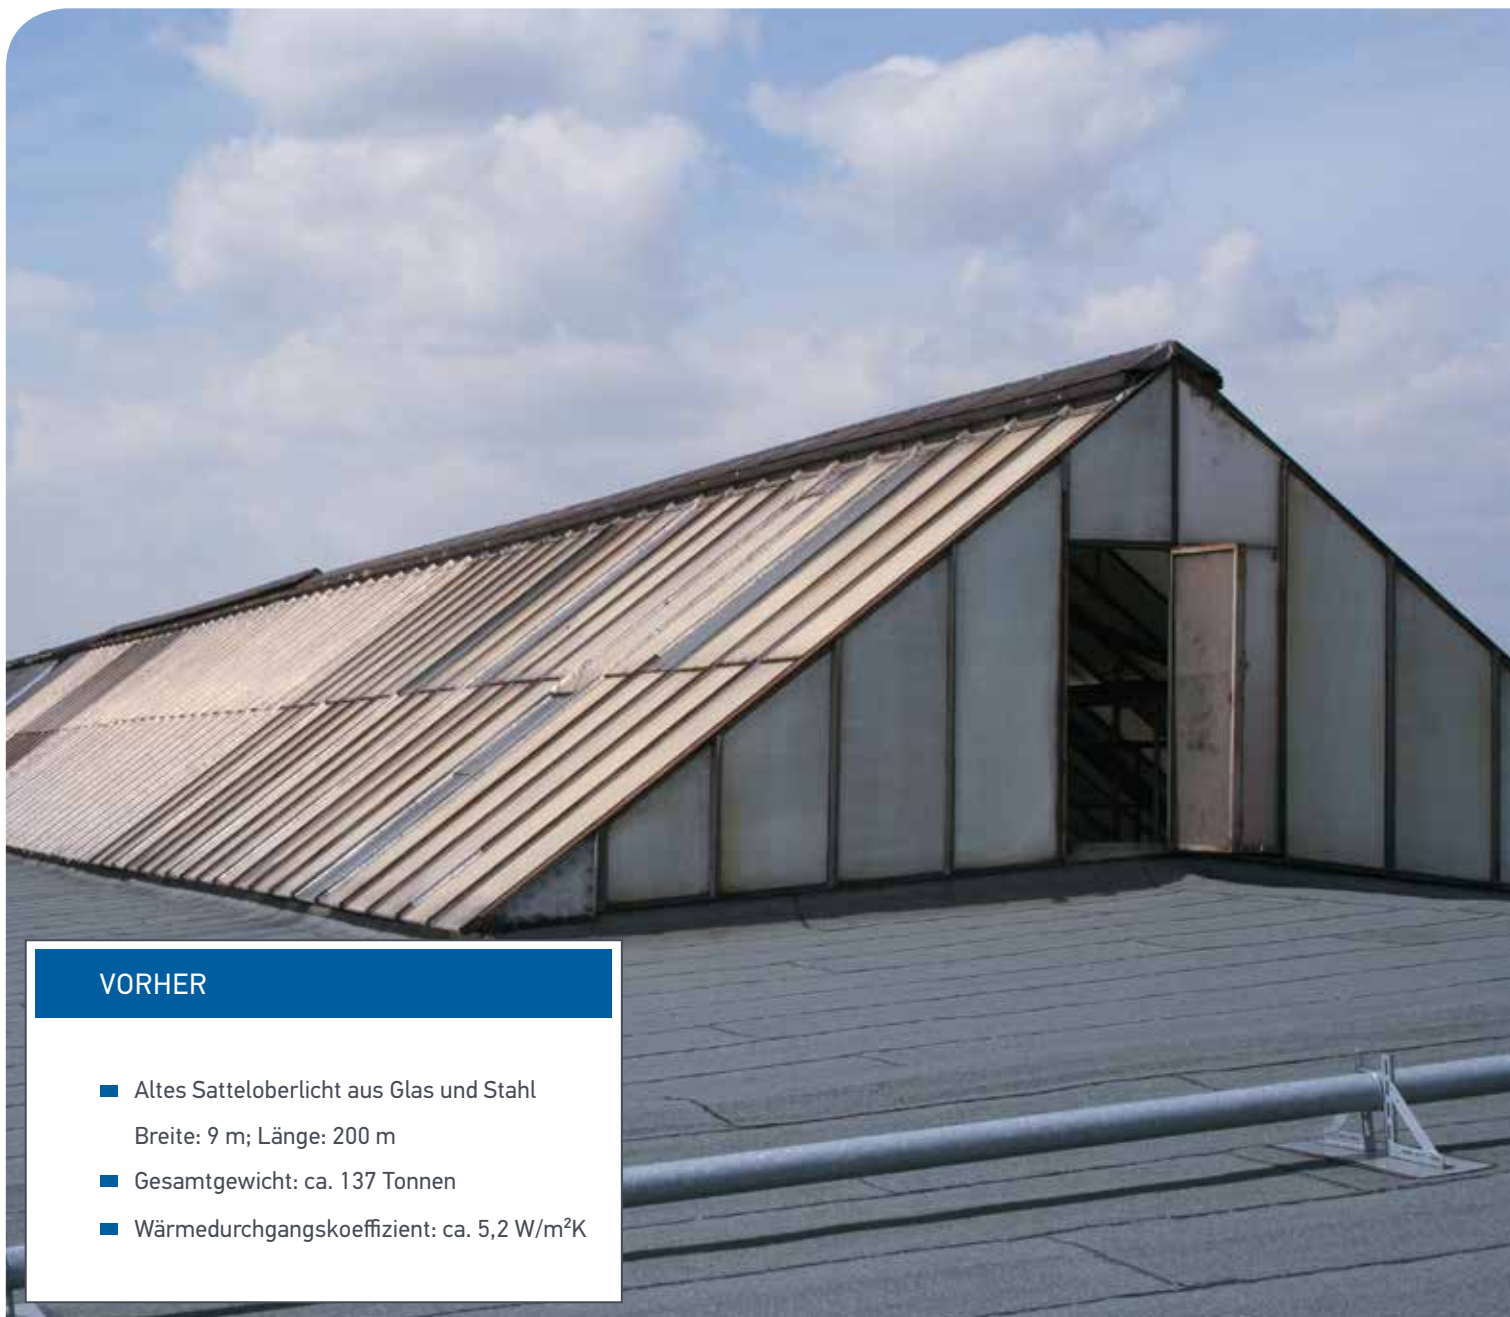 VORHER
Altes Satteloberlicht aus Glas und Stahl
Breite: 9 m; Länge: 200 m
Gesamtgewicht: ca. 137 Tonnen
Wärmedurchgangskoeffizient: ca. 5,2 W/m²K